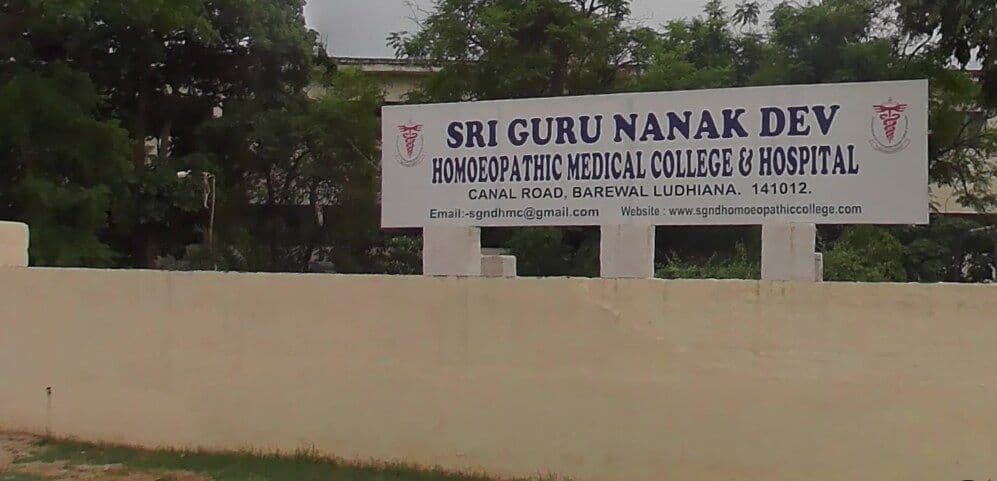 SRI GURU NANAK DEV
HOMOEOPATHIC MEDICAL COLLEGE & HOSPITAL
CANAL ROAD, BAREWAL LUDHIANA. 141012.
Email:-sgndhmc@gmail.com Website : www.sgndhomoeopathiccollege.com